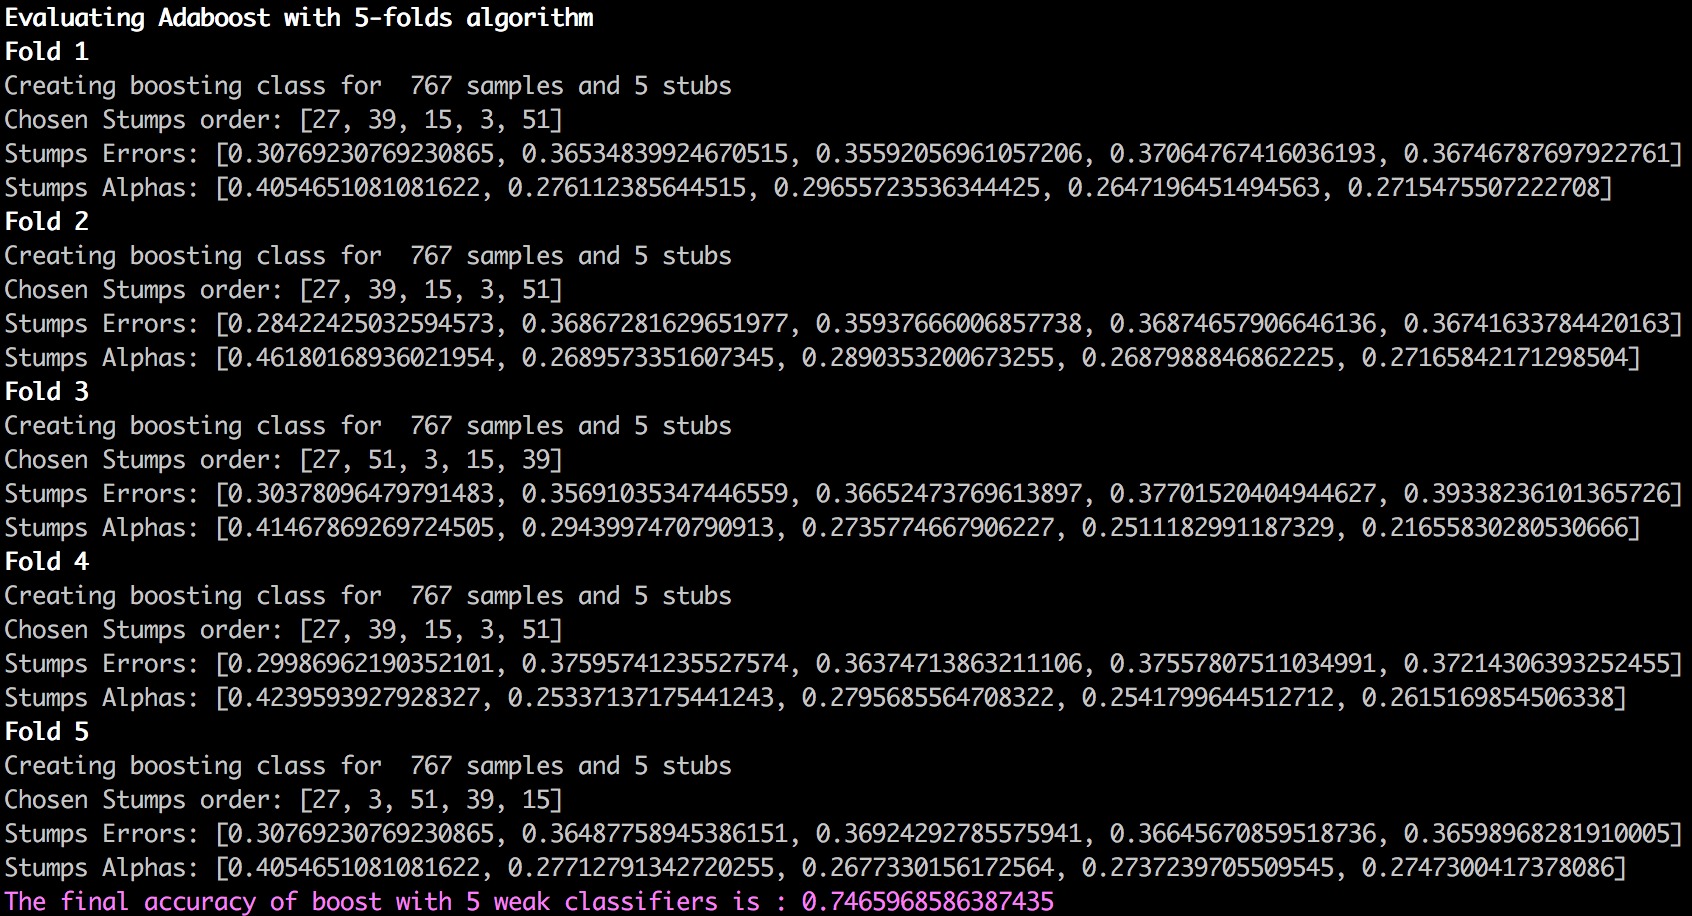 Evaluating Adaboost with 5-folds algorithm
Fold 1
Creating boosting class for  767 samples and 5 stubs
Chosen Stumps order: [27, 39, 15, 3, 51]
Stumps Errors: [0.30769230769230865, 0.36534839924670515, 0.35592056961057206, 0.37064767416036193, 0.36746787697922761]
Stumps Alphas: [0.4054651081081622, 0.276112385644515, 0.29655723536344425, 0.2647196451494563, 0.2715475507222708]
Fold 2
Creating boosting class for  767 samples and 5 stubs
Chosen Stumps order: [27, 39, 15, 3, 51]
Stumps Errors: [0.28422425032594573, 0.36867281629651977, 0.35937666006857738, 0.36874657906646136, 0.36741633784420163]
Stumps Alphas: [0.46180168936021954, 0.2689573351607345, 0.2890353200673255, 0.2687988846862225, 0.27165842171298504]
Fold 3
Creating boosting class for  767 samples and 5 stubs
Chosen Stumps order: [27, 51, 3, 15, 39]
Stumps Errors: [0.30378096479791483, 0.35691035347446559, 0.36652473769613897, 0.37701520404944627, 0.39338236101365726]
Stumps Alphas: [0.41467869269724505, 0.2943997470790913, 0.2735774667906227, 0.2511182991187329, 0.21655830280530666]
Fold 4
Creating boosting class for  767 samples and 5 stubs
Chosen Stumps order: [27, 39, 15, 3, 51]
Stumps Errors: [0.29986962190352101, 0.37595741235527574, 0.36374713863211106, 0.37557807511034991, 0.37214306393252455]
Stumps Alphas: [0.4239593927928327, 0.25337137175441243, 0.2795685564708322, 0.2541799644512712, 0.2615169854506338]
Fold 5
Creating boosting class for  767 samples and 5 stubs
Chosen Stumps order: [27, 3, 51, 39, 15]
Stumps Errors: [0.30769230769230865, 0.36487758945386151, 0.36924292785575941, 0.36645670859518736, 0.36598968281910005]
Stumps Alphas: [0.4054651081081622, 0.27712791342720255, 0.2677330156172564, 0.2737239705509545, 0.2747300417378086]
The final accuracy of boost with 5 weak classifiers is : 0.7465968586387435